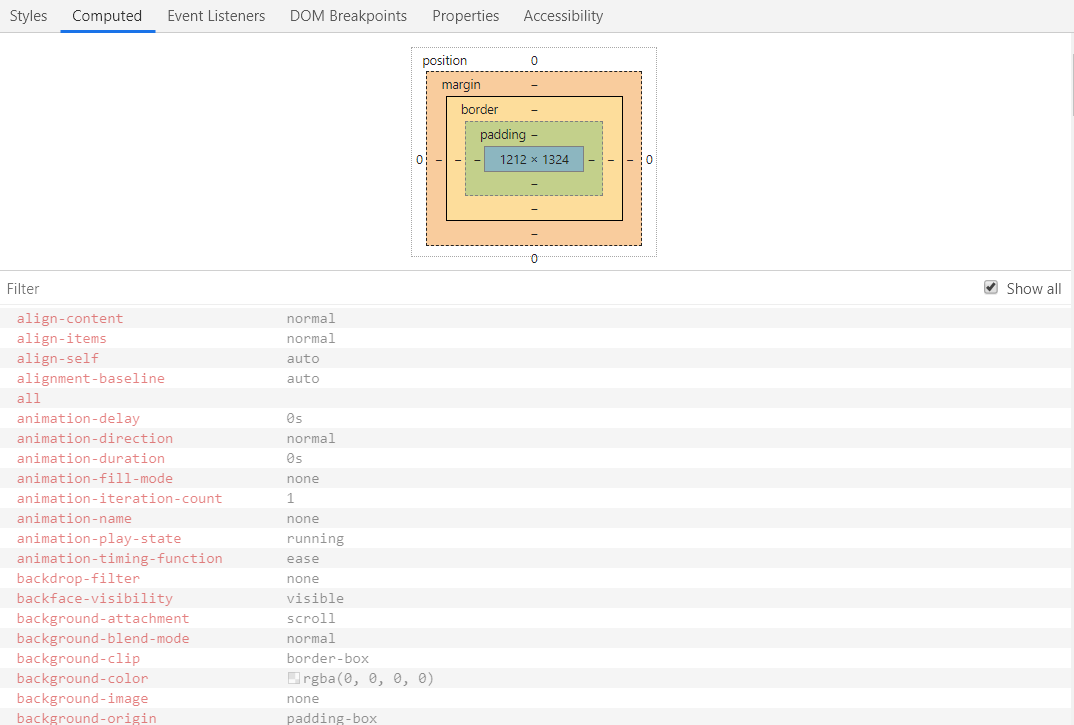 Styles Computed Event Listeners DOM Breakpoints Properties Accessibility
position 0
margin –
border –
padding –
0 – – – 1212 × 1324 – – – 0
–
–
–
0
Filter Show all
align-content normal
align-items normal
align-self auto
alignment-baseline auto
all
animation-delay 0s
animation-direction normal
animation-duration 0s
animation-fill-mode none
animation-iteration-count 1
animation-name none
animation-play-state running
animation-timing-function ease
backdrop-filter none
backface-visibility visible
background-attachment scroll
background-blend-mode normal
background-clip border-box
background-color rgba(0, 0, 0, 0)
background-image none
background-origin padding-box